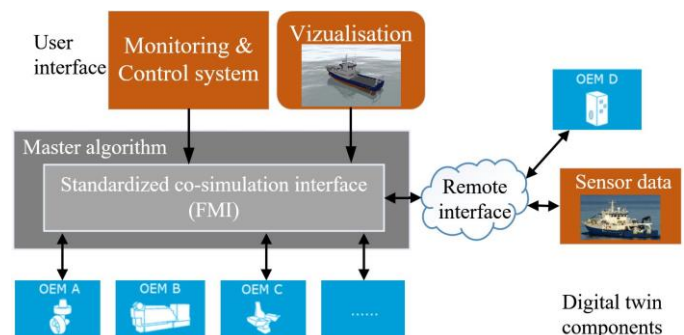 User
interface
Monitoring &
Control system
Vizualisation
OEM D
Master algorithm
Standardized co-simulation interface
(FMI)
Remote
interface
Sensor data
OEM A
OEM B
OEM C
......
Digital twin
components